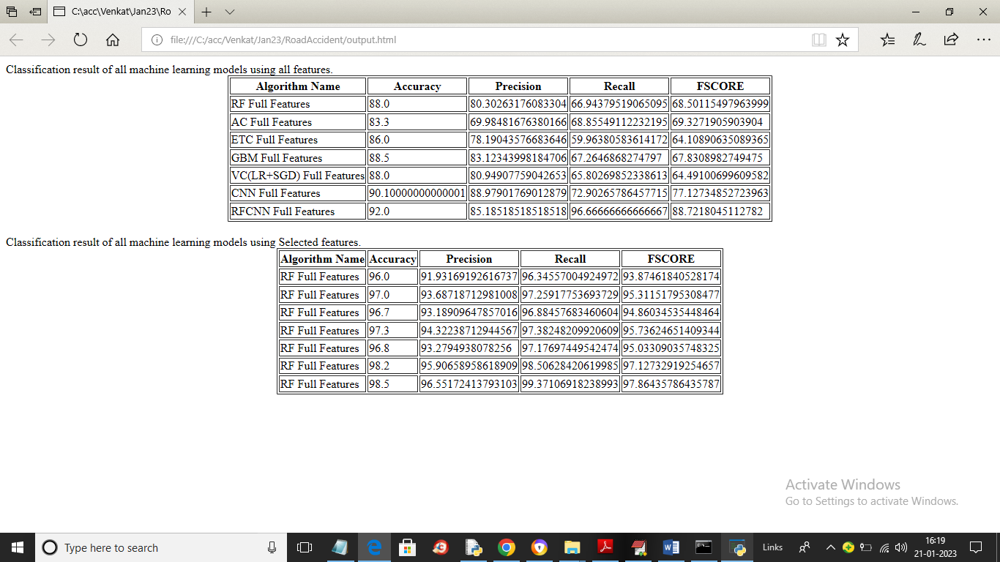 C:\acc\Venkat\Jan23\Ro
file:///C:/acc/Venkat/Jan23/RoadAccident/output.html
Classification result of all machine learning models using all features.
Algorithm Name Accuracy Precision Recall FSCORE
RF Full Features 88.0 80.30263176083304 66.94379519065095 68.50115497963999
AC Full Features 83.3 69.98481676380166 68.85549112232195 69.3271905903904
ETC Full Features 86.0 78.19043576683646 59.96380583614172 64.10890635089365
GBM Full Features 88.5 83.12343998184706 67.2646868274797 67.8308982749475
VC(LR+SGD) Full Features 88.0 80.94907759042653 65.80269852338613 64.49100699609582
CNN Full Features 90.10000000000001 88.97901769012879 72.90265786457715 77.12734852723963
RFCNN Full Features 92.0 85.18518518518518 96.66666666666667 88.7218045112782
Classification result of all machine learning models using Selected features.
Algorithm Name Accuracy Precision Recall FSCORE
RF Full Features 96.0 91.93169192616737 96.34557004924972 93.87461840528174
RF Full Features 97.0 93.68718712981008 97.25917753693729 95.31151795308477
RF Full Features 96.7 93.18909647857016 96.88457683460604 94.86034535448464
RF Full Features 97.3 94.32238712944567 97.38248209920609 95.73624651409344
RF Full Features 96.8 93.2794938078256 97.17697449542474 95.03309035748325
RF Full Features 98.2 95.90658958618909 98.50628420619985 97.12732919254657
RF Full Features 98.5 96.55172413793103 99.37106918238993 97.86435786435787
Activate Windows
Go to Settings to activate Windows.
Type here to search
Links
16:19
21-01-2023